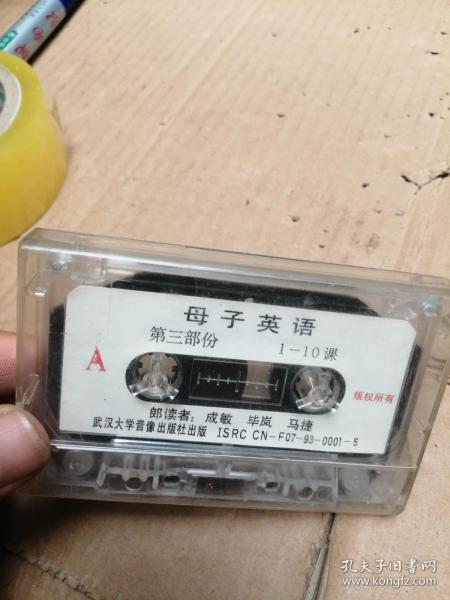 母子英语
第三部份 1-10课
A
版权所有
郎读者：成敏 毕岚 马捷
武汉大学音像出版社出版 ISRC CN-F07-93-0001-5
孔夫子旧书网
www.kongfz.com